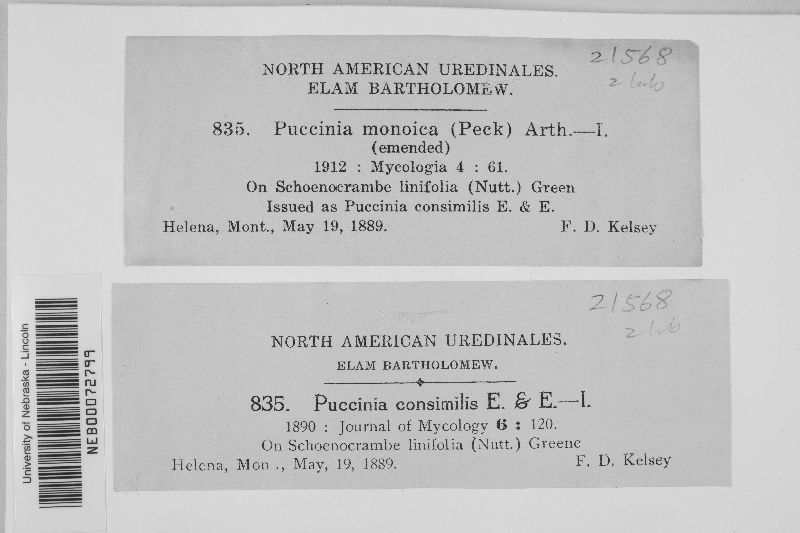 21568
2 lab
NORTH AMERICAN UREDINALES.
ELAM BARTHOLOMEW.
835. Puccinia monoica (Peck) Arth.—I.
(emended)
1912 : Mycologia 4 : 61.
On Schoenocrambe linifolia (Nutt.) Green
Issued as Puccinia consimilis E. & E.
Helena, Mont., May 19, 1889. F. D. Kelsey
21568
2 lab
NORTH AMERICAN UREDINALES.
ELAM BARTHOLOMEW.
835. Puccinia consimilis E. & E.—I.
1890 : Journal of Mycology 6 : 120.
On Schoenocrambe linifolia (Nutt.) Greene
Helena, Mon ., May, 19, 1889. F. D. Kelsey
University of Nebraska - Lincoln
NEB00072799